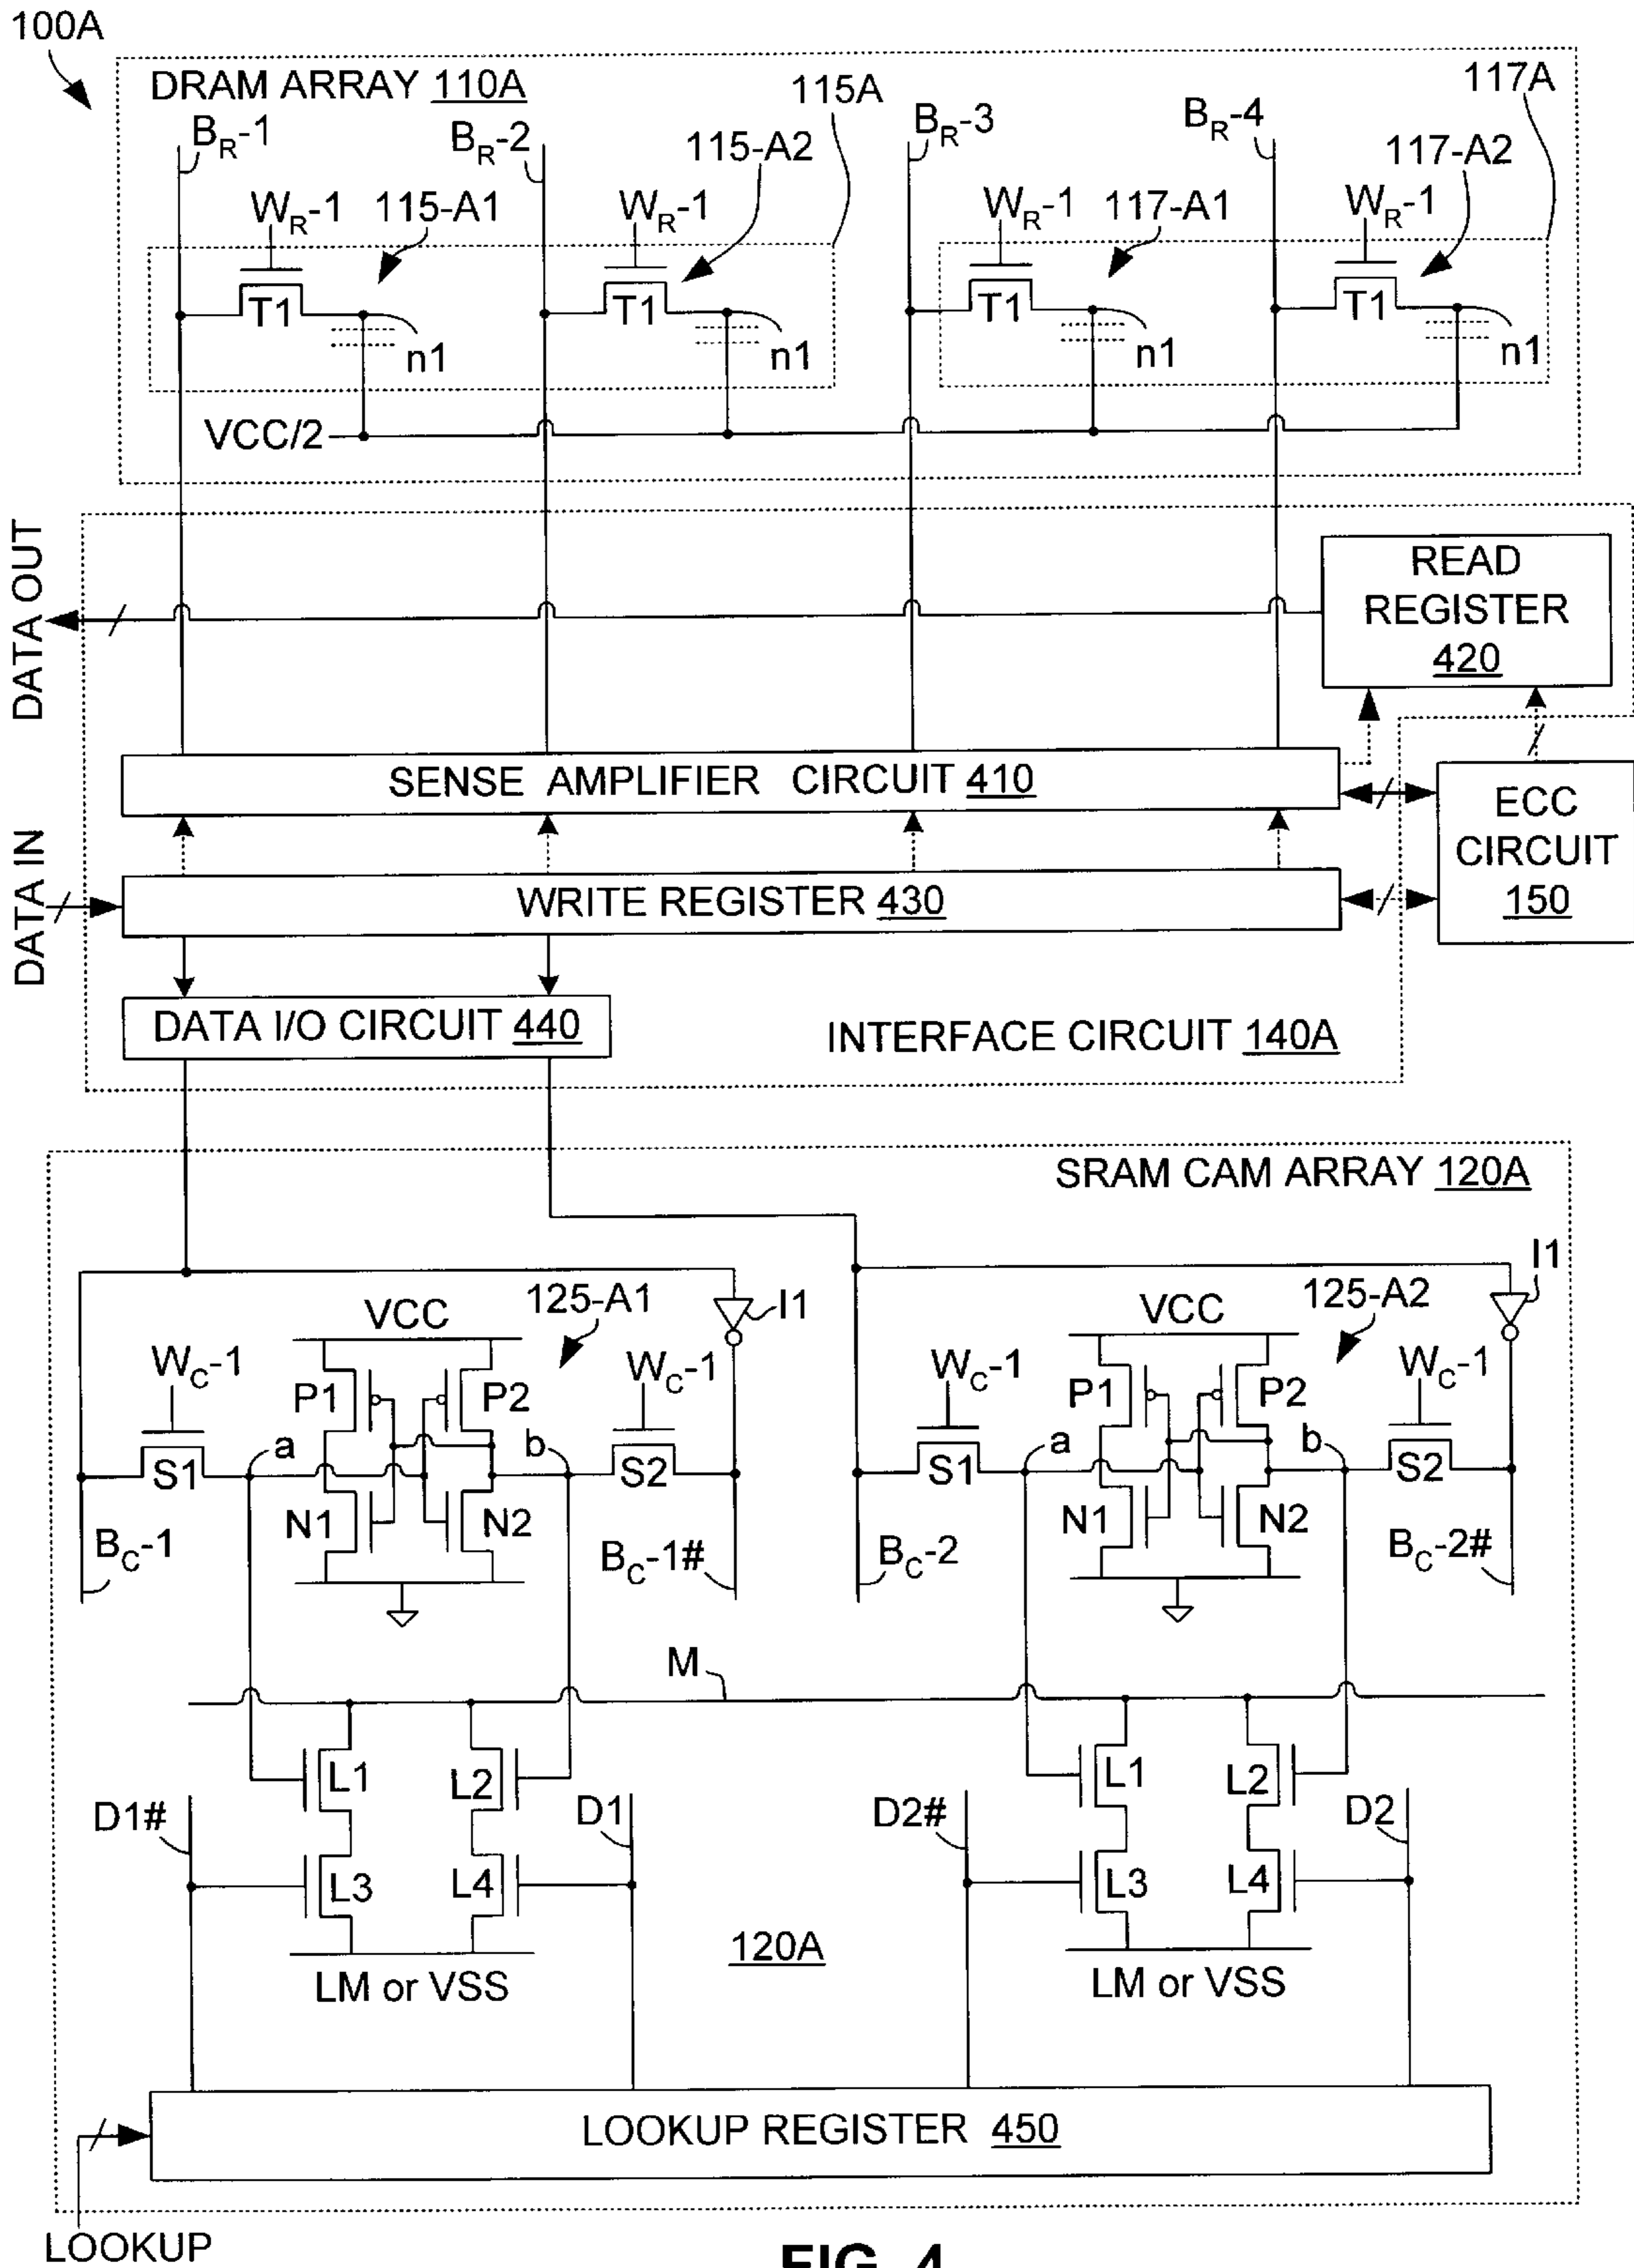 100A
DRAM ARRAY 110A
115A
117A
BR-1
BR-2
115-A2
BR-3
BR-4
117-A2
WR-1
115-A1
WR-1
WR-1
117-A1
WR-1
T1
n1
T1
n1
T1
n1
T1
n1
VCC/2
DATA OUT
READ
REGISTER
420
SENSE AMPLIFIER CIRCUIT 410
ECC
CIRCUIT
150
DATA IN
WRITE REGISTER 430
DATA I/O CIRCUIT 440
INTERFACE CIRCUIT 140A
SRAM CAM ARRAY 120A
VCC
125-A1
I1
VCC
125-A2
I1
WC-1
P1
P2
WC-1
WC-1
P1
P2
WC-1
a
b
S1
S2
a
b
S1
S2
N1
N2
N1
N2
BC-1
BC-1#
BC-2
BC-2#
M
L1
L2
L1
L2
D1#
D1
D2#
D2
L3
L4
L3
L4
120A
LM or VSS
LM or VSS
LOOKUP REGISTER 450
LOOKUP
FIG. 4